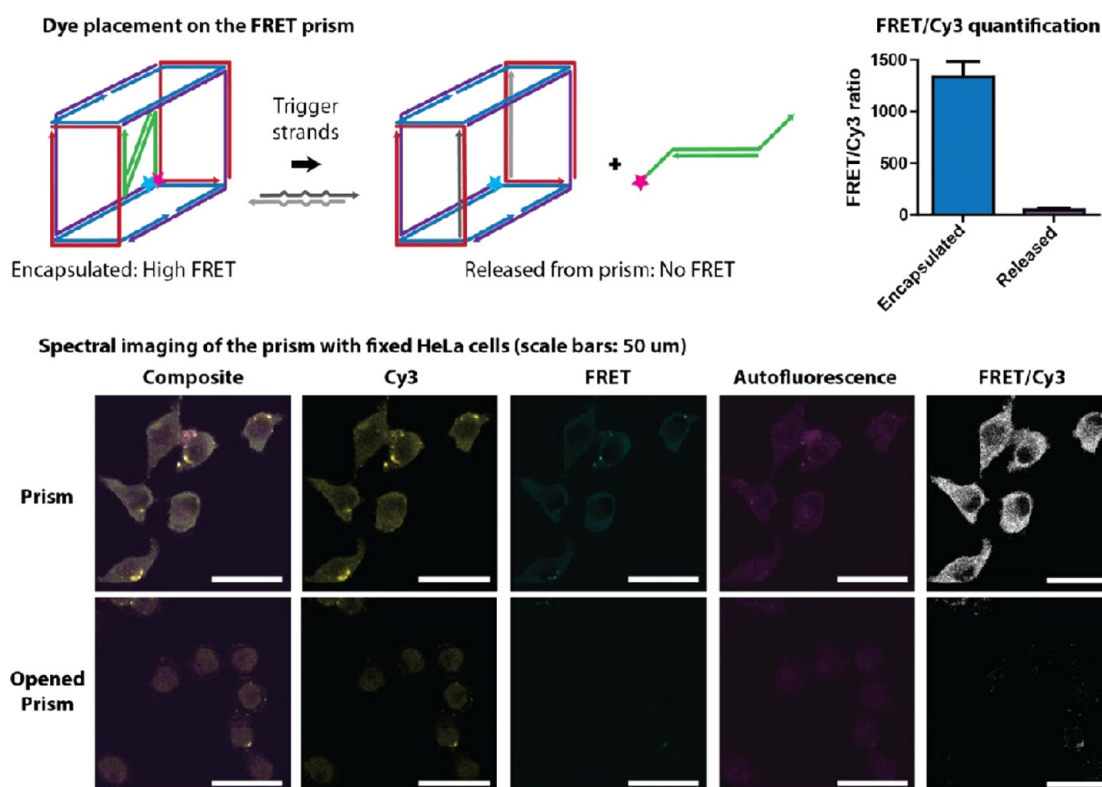 Dye placement on the FRET prism
FRET/Cy3 quantification
Trigger
strands
+
Encapsulated: High FRET
Released from prism: No FRET
FRET/Cy3 ratio
1500
1000
500
0
Encapsulated
Released
Spectral imaging of the prism with fixed HeLa cells (scale bars: 50 um)
Composite
Cy3
FRET
Autofluorescence
FRET/Cy3
Prism
Opened
Prism